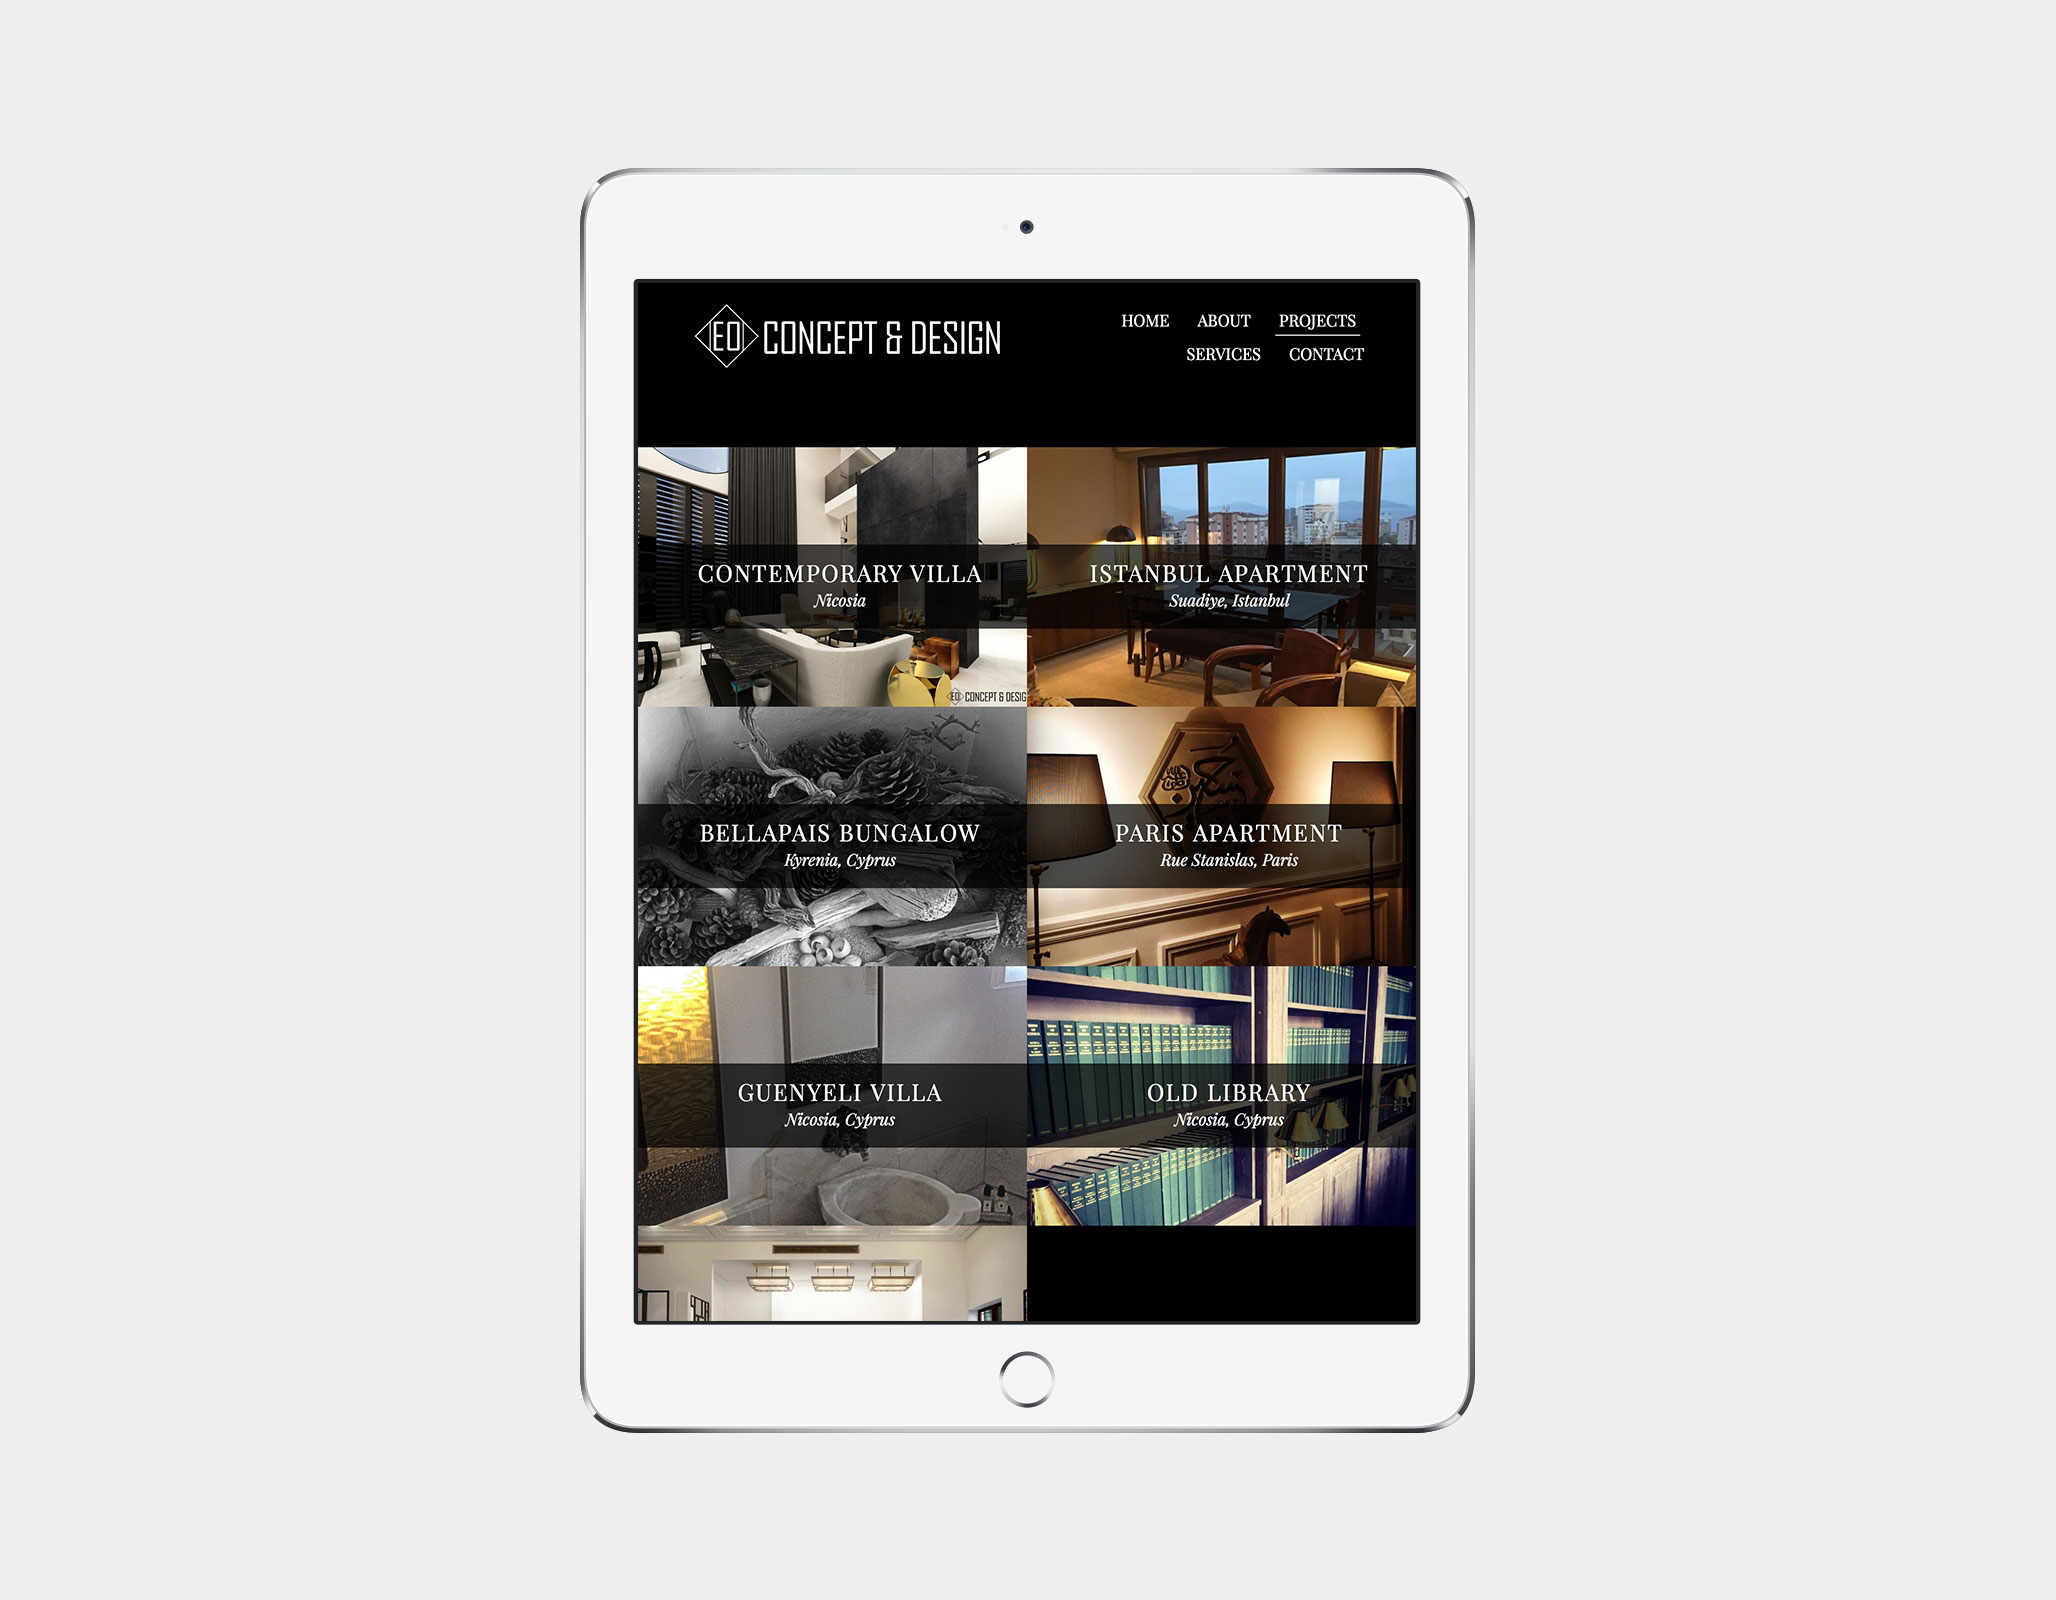 EO CONCEPT & DESIGN
HOME ABOUT PROJECTS
SERVICES CONTACT
CONTEMPORARY VILLA
Nicosia
EO CONCEPT & DESIG
ISTANBUL APARTMENT
Suadiye, Istanbul
BELLAPAIS BUNGALOW
Kyrenia, Cyprus
PARIS APARTMENT
Rue Stanislas, Paris
GUENYELI VILLA
Nicosia, Cyprus
OLD LIBRARY
Nicosia, Cyprus